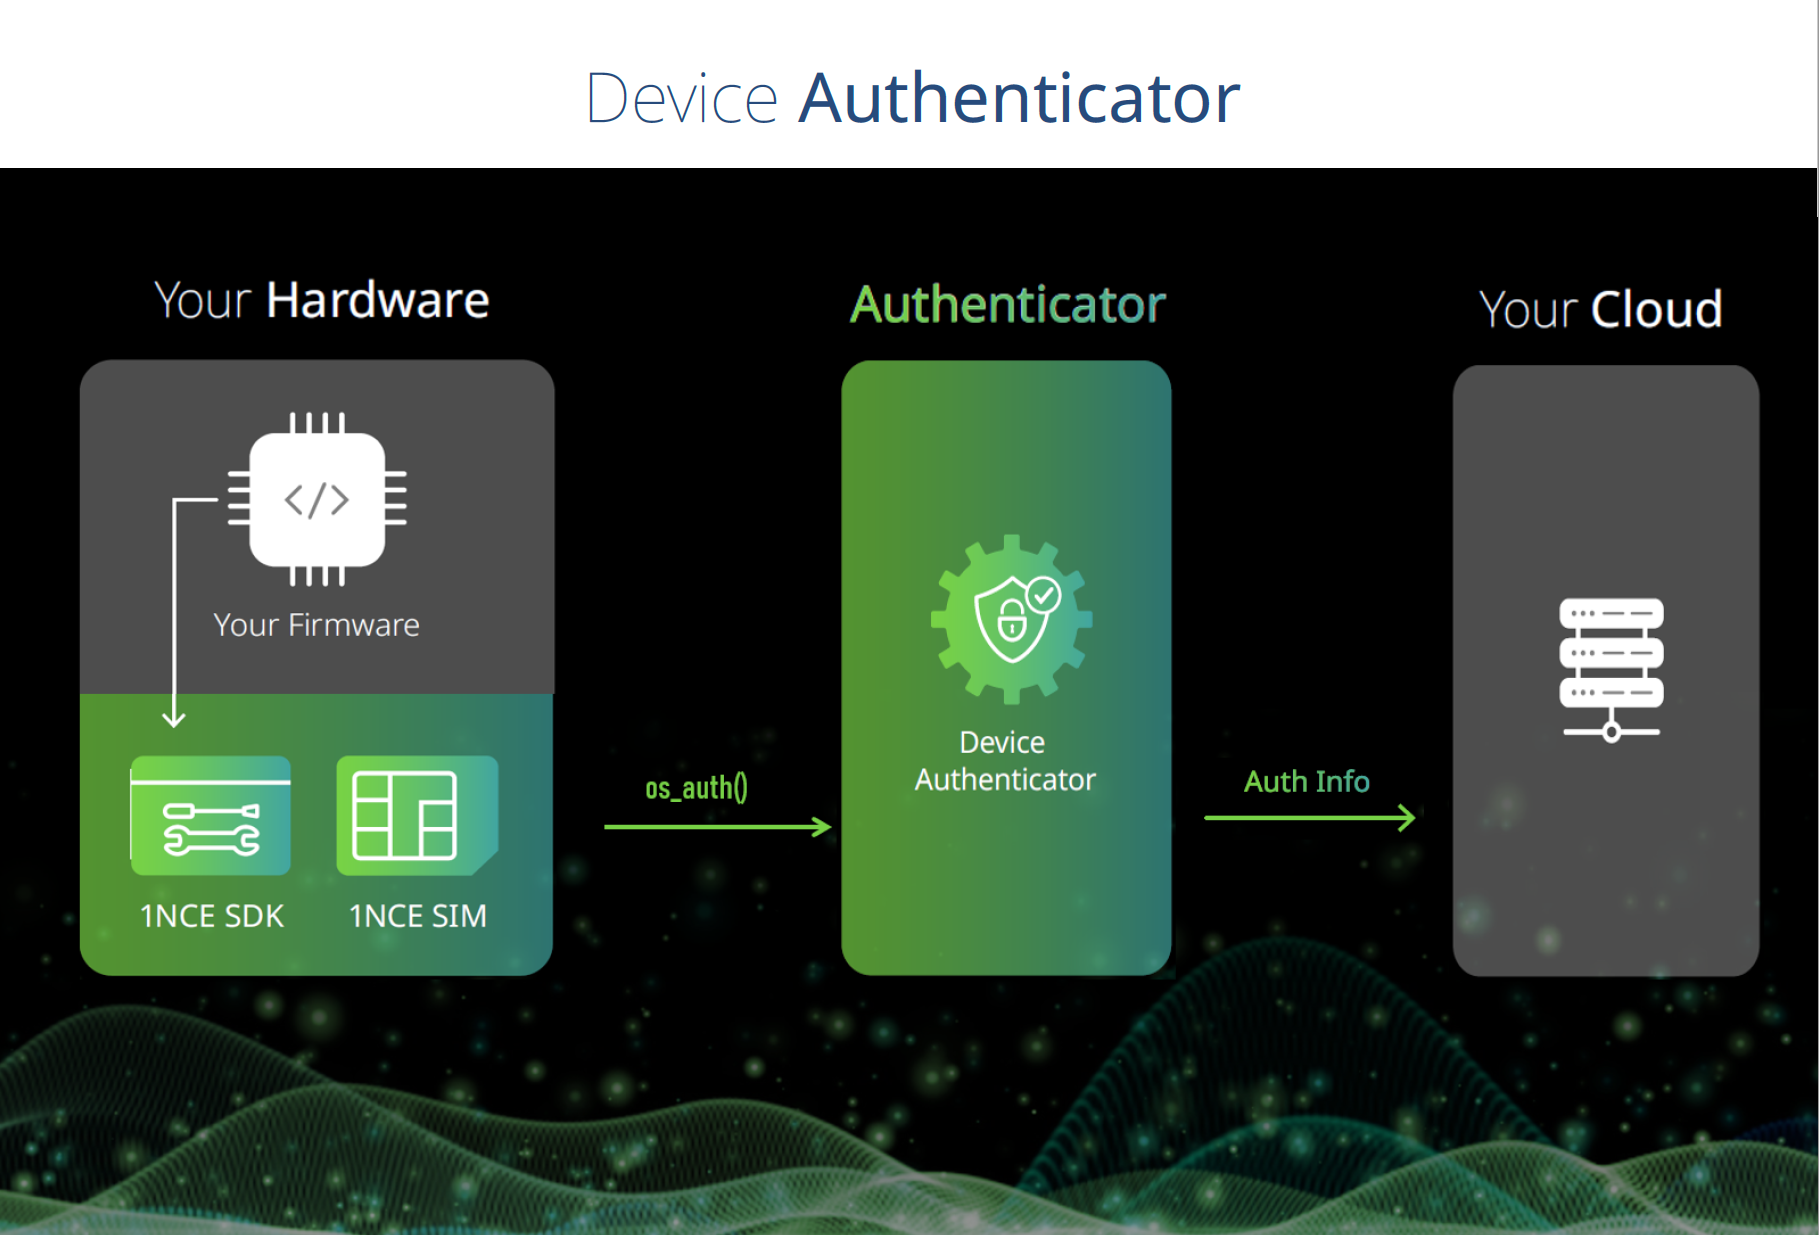 Device Authenticator
Your Hardware
Authenticator
Your Cloud
</>
Your Firmware
Device
Authenticator
os_auth()
Auth Info
1NCE SDK
1NCE SIM